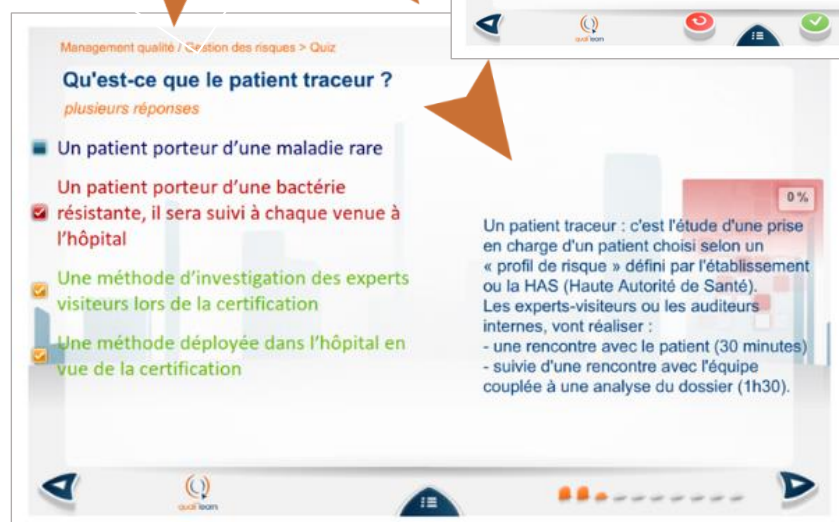 quali learn
Management qualité / Gestion des risques > Quiz
Qu'est-ce que le patient traceur ?
plusieurs réponses
Un patient porteur d'une maladie rare
Un patient porteur d'une bactérie
résistante, il sera suivi à chaque venue à
l'hôpital
Une méthode d'investigation des experts
visiteurs lors de la certification
Une méthode déployée dans l'hôpital en
vue de la certification
0 %
Un patient traceur : c'est l'étude d'une prise
en charge d'un patient choisi selon un
« profil de risque » défini par l'établissement
ou la HAS (Haute Autorité de Santé).
Les experts-visiteurs ou les auditeurs
internes, vont réaliser :
- une rencontre avec le patient (30 minutes)
- suivie d'une rencontre avec l'équipe
couplée à une analyse du dossier (1h30).
quali learn